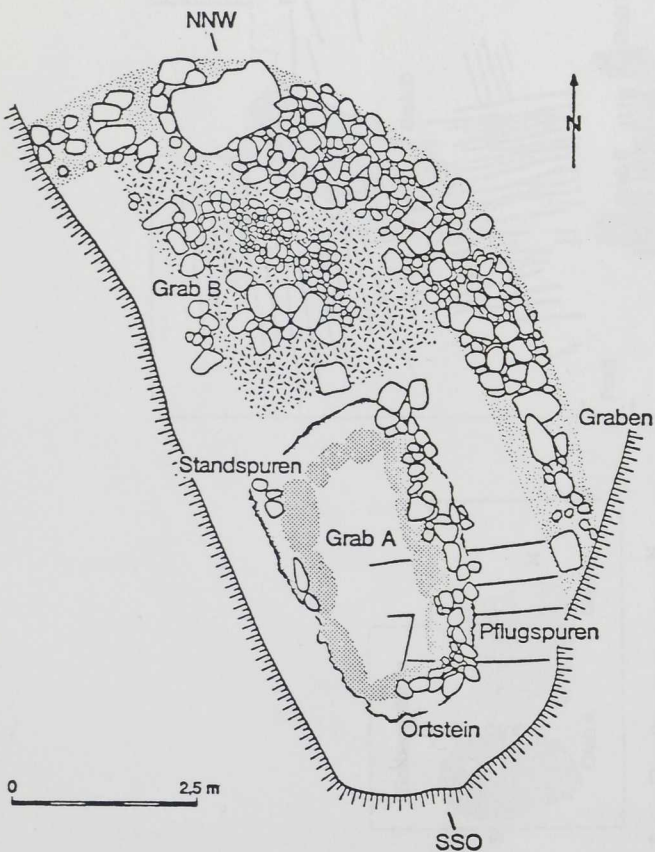 NNW
N
Grab B
Graben
Standspuren
Grab A
Pflugspuren
Ortstein
0 2,5 m
SSO